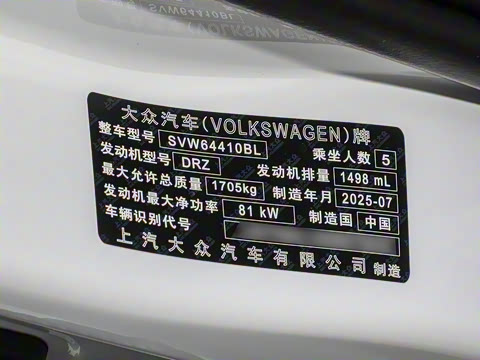 大众汽车(VOLKSWAGEN)牌
整车型号 SVW64410BL 乘坐人数 5
发动机型号 DRZ 发动机排量 1498 mL
最大允许总质量 1705kg 制造年月 2025-07
发动机最大净功率 81 kW 制造国 中国
车辆识别代号
上汽大众汽车有限公司 制造